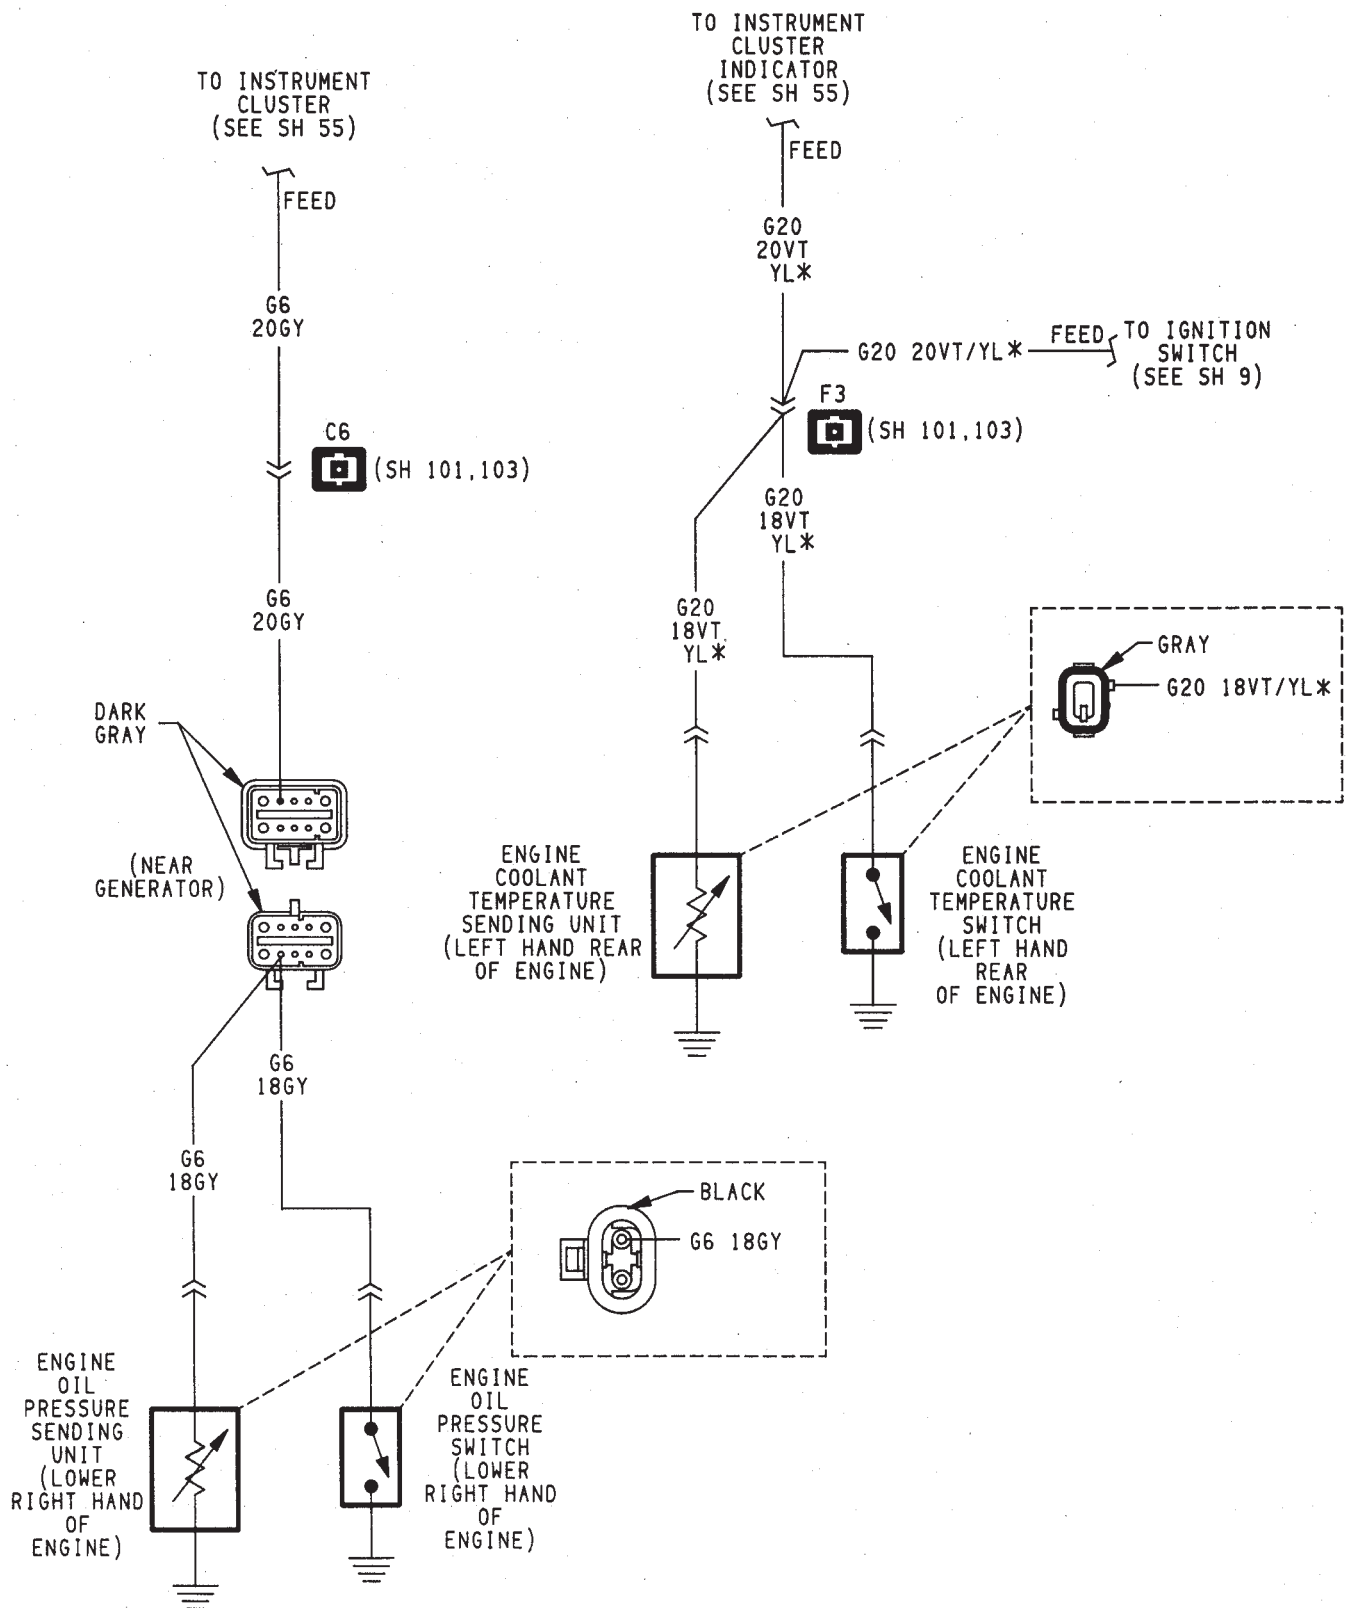 TO INSTRUMENT
CLUSTER
(SEE SH 55)
FEED
G6
20GY
C6
(SH 101,103)
G6
20GY
DARK
GRAY
(NEAR
GENERATOR)
G6
18GY
G6
18GY
ENGINE
OIL
PRESSURE
SENDING
UNIT
(LOWER
RIGHT HAND
OF
ENGINE)
ENGINE
OIL
PRESSURE
SWITCH
(LOWER
RIGHT HAND
OF
ENGINE)
BLACK
G6 18GY
TO INSTRUMENT
CLUSTER
INDICATOR
(SEE SH 55)
FEED
G20
20VT
YL*
G20 20VT/YL*
FEED
TO IGNITION
SWITCH
(SEE SH 9)
F3
(SH 101,103)
G20
18VT
YL*
G20
18VT
YL*
ENGINE
COOLANT
TEMPERATURE
SENDING UNIT
(LEFT HAND REAR
OF ENGINE)
ENGINE
COOLANT
TEMPERATURE
SWITCH
(LEFT HAND
REAR
OF ENGINE)
GRAY
G20 18VT/YL*